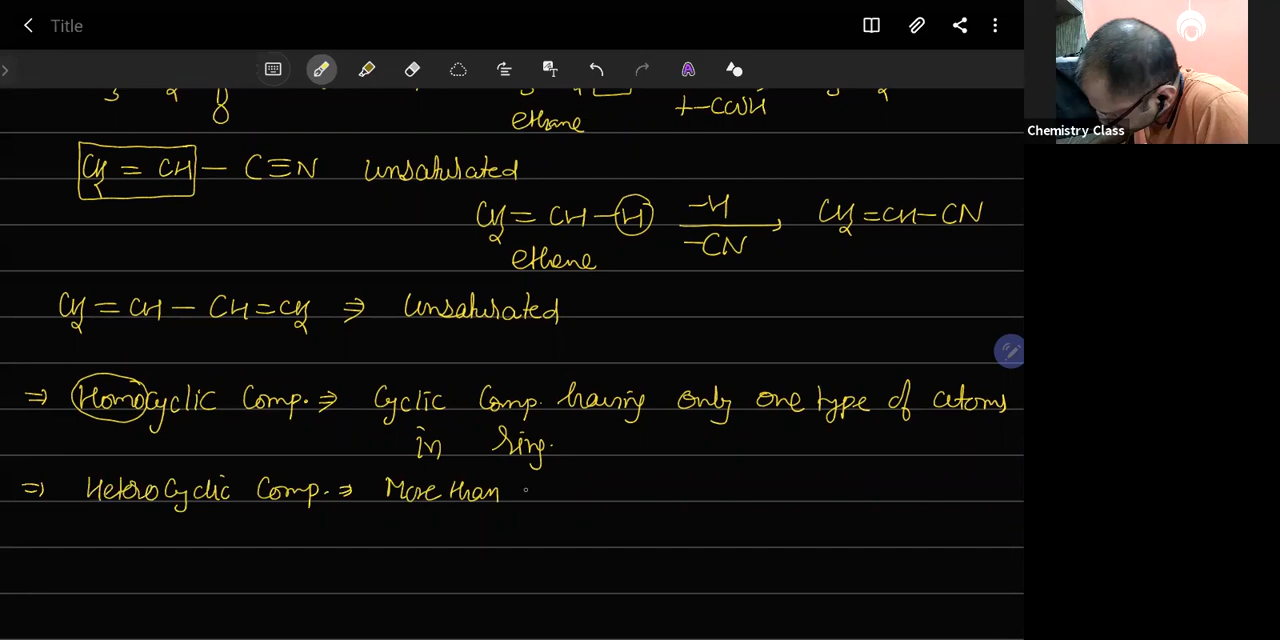 Title
ethane
+-COOH
CH2 = CH — C≡N unsaturated
CH2 = CH —H -H CH2=CH-CN
-CN
ethene
CH2 = CH — CH = CH2 ⇒ Unsaturated
⇒ Homocyclic Comp. ⇒ Cyclic Comp. having only one type of atoms
in ring.
⇒ Heterocyclic Comp. ⇒ More than
Chemistry Class